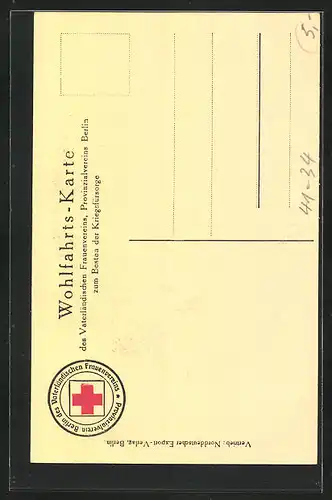 Wohlfahrts-Karte
des Vaterländischen Frauenvereins, Provinzialvereins Berlin
zum Besten der Kriegsfürsorge
Provinzialverein Berlin des Vaterländischen Frauenvereins
Vertrieb: Norddeutscher Export-Verlag, Berlin.
5,-
41-34